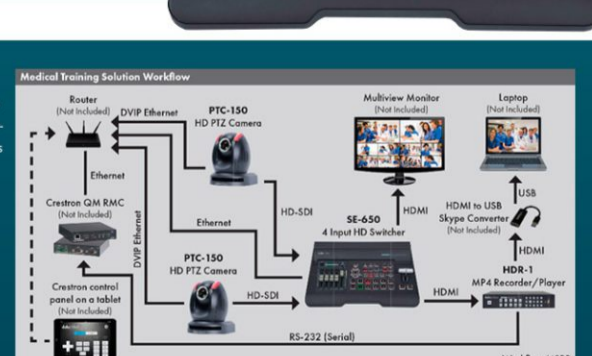 Medical Training Solution Workflow
Router
(Not Included)
DVIP Ethernet
PTC-150
HD PTZ Camera
Multiview Monitor
(Not Included)
Laptop
(Not Included)
Ethernet
Crestron QM RMC
(Not Included)
DVIP Ethernet
Ethernet
HD-SDI
SE-650
4 Input HD Switcher
HDMI
HDMI to USB
Skype Converter
(Not Included)
USB
HDMI
PTC-150
HD PTZ Camera
HD-SDI
HDMI
HDR-1
MP4 Recorder/Player
Crestron control
panel on a tablet
(Not Included)
RS-232 (Serial)